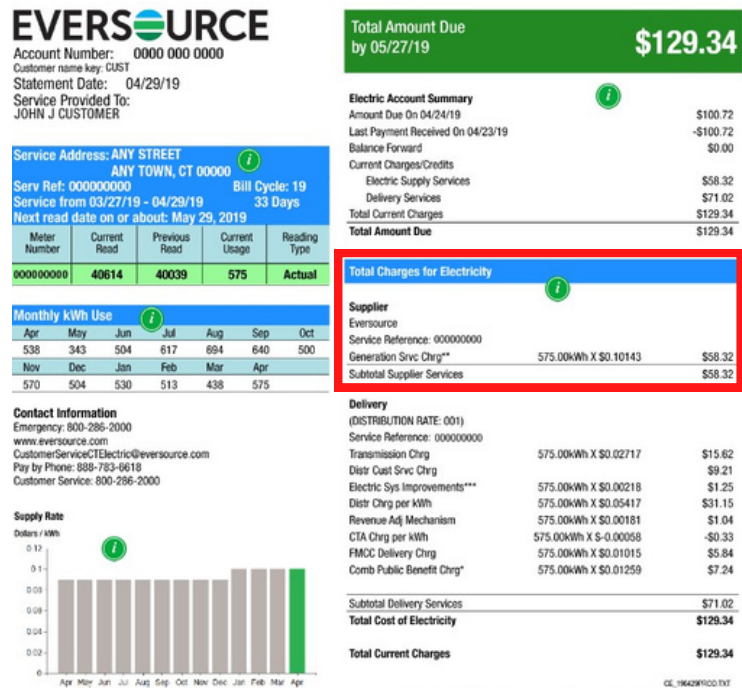 EVERSOURCE
Account Number: 0000 000 0000
Customer name key: CUST
Statement Date: 04/29/19
Service Provided To:
JOHN J CUSTOMER
Service Address: ANY STREET
ANY TOWN, CT 00000
Serv Ref: 000000000 Bill Cycle: 19
Service from 03/27/19 - 04/29/19 33 Days
Next read date on or about: May 29, 2019
Meter Number Current Read Previous Read Current Usage Reading Type
000000000 40614 40039 575 Actual
Monthly kWh Use
Apr May Jun Jul Aug Sep Oct
538 343 504 617 694 640 500
Nov Dec Jan Feb Mar Apr
570 504 530 513 438 575
Contact Information
Emergency: 800-286-2000
www.eversource.com
CustomerServiceCTElectric@eversource.com
Pay by Phone: 888-783-6618
Customer Service: 800-286-2000
Supply Rate
Dollars / kWh
0.12
0.1
0.08
0.06
0.04
0.02
0
Apr May Jun Jul Aug Sep Oct Nov Dec Jan Feb Mar Apr
Total Amount Due
by 05/27/19 $129.34
Electric Account Summary
Amount Due On 04/24/19 $100.72
Last Payment Received On 04/23/19 -$100.72
Balance Forward $0.00
Current Charges/Credits
Electric Supply Services $58.32
Delivery Services $71.02
Total Current Charges $129.34
Total Amount Due $129.34
Total Charges for Electricity
Supplier
Eversource
Service Reference: 000000000
Generation Srvc Chrg** 575.00kWh X $0.10143 $58.32
Subtotal Supplier Services $58.32
Delivery
(DISTRIBUTION RATE: 001)
Service Reference: 000000000
Transmission Chrg 575.00kWh X $0.02717 $15.62
Distr Cust Srvc Chrg $9.21
Electric Sys Improvements*** 575.00kWh X $0.00218 $1.25
Distr Chrg per kWh 575.00kWh X $0.05417 $31.15
Revenue Adj Mechanism 575.00kWh X $0.00181 $1.04
CTA Chrg per kWh 575.00kWh X $-0.00058 -$0.33
FMCC Delivery Chrg 575.00kWh X $0.01015 $5.84
Comb Public Benefit Chrg* 575.00kWh X $0.01259 $7.24
Subtotal Delivery Services $71.02
Total Cost of Electricity $129.34
Total Current Charges $129.34
CE_190429PROD.TXT